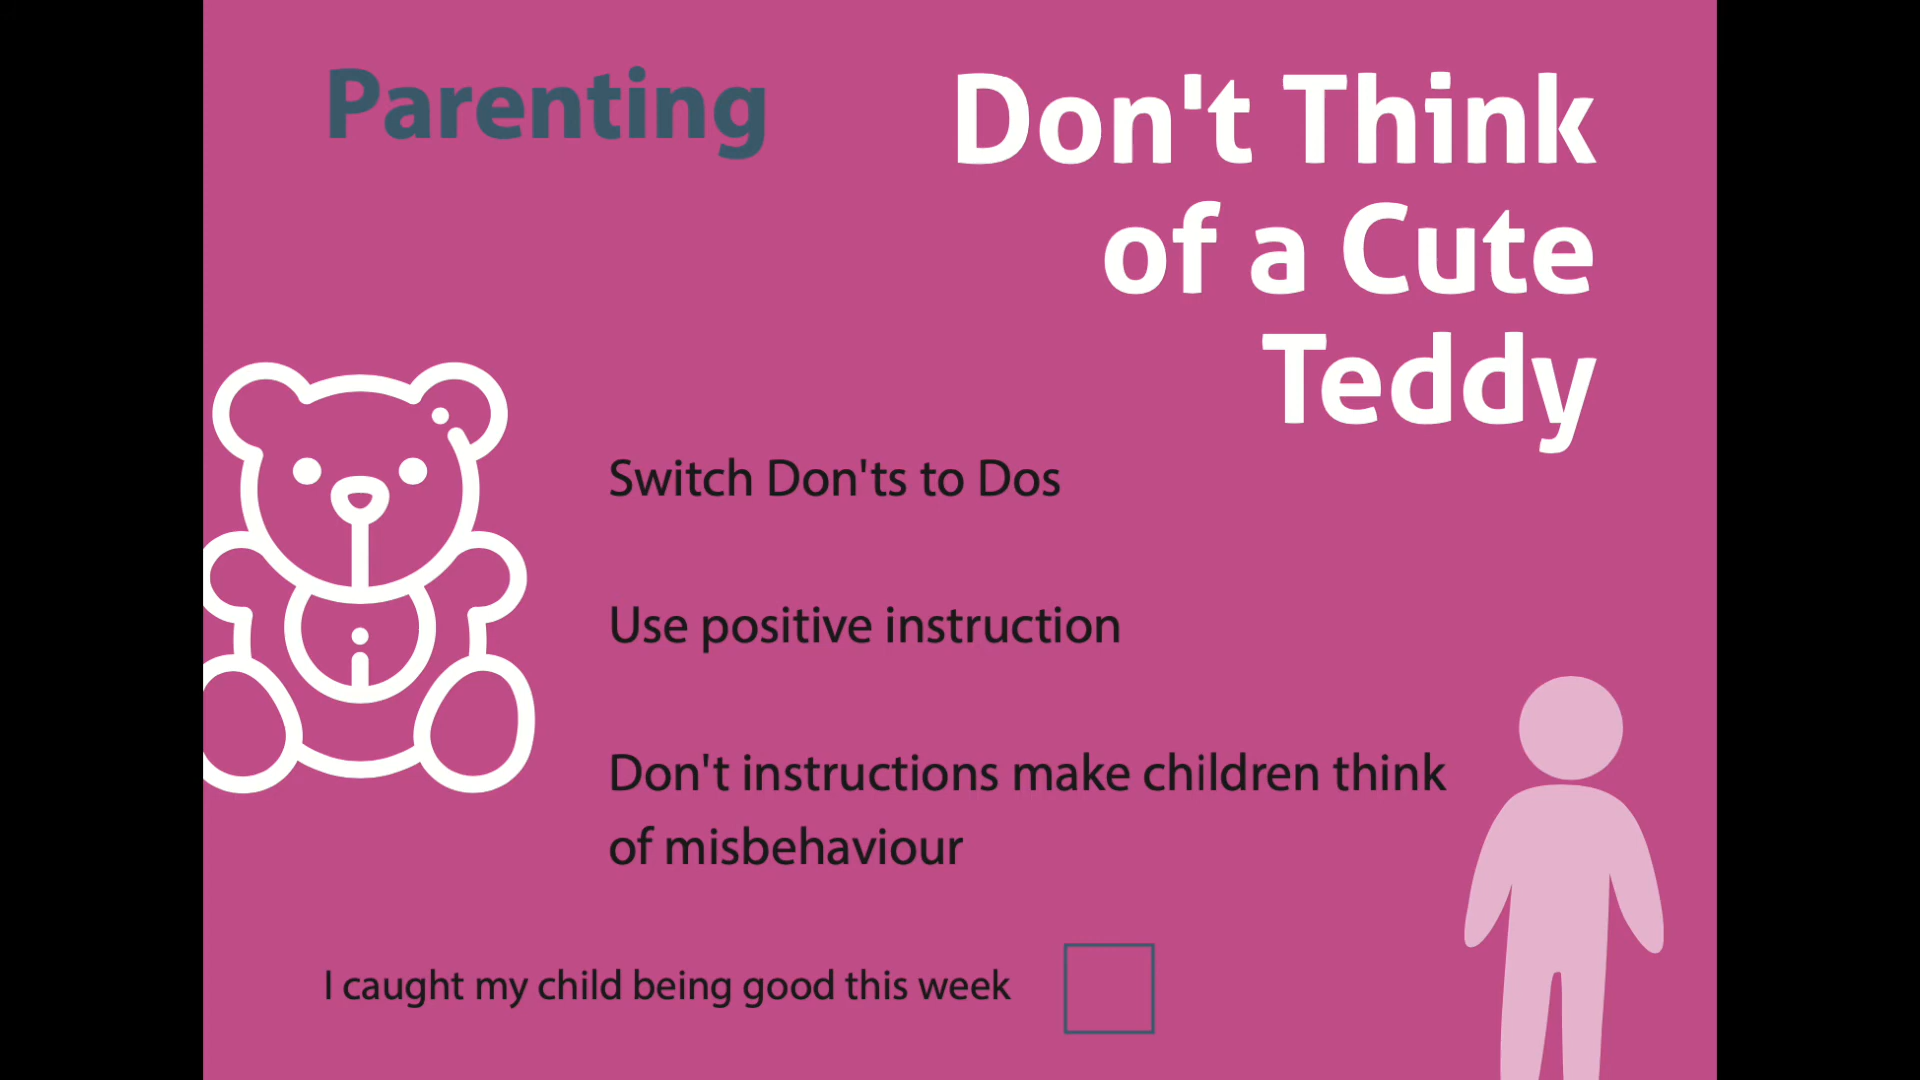 Parenting
Don't Think
of a Cute
Teddy
Switch Don'ts to Dos
Use positive instruction
Don't instructions make children think
of misbehaviour
I caught my child being good this week